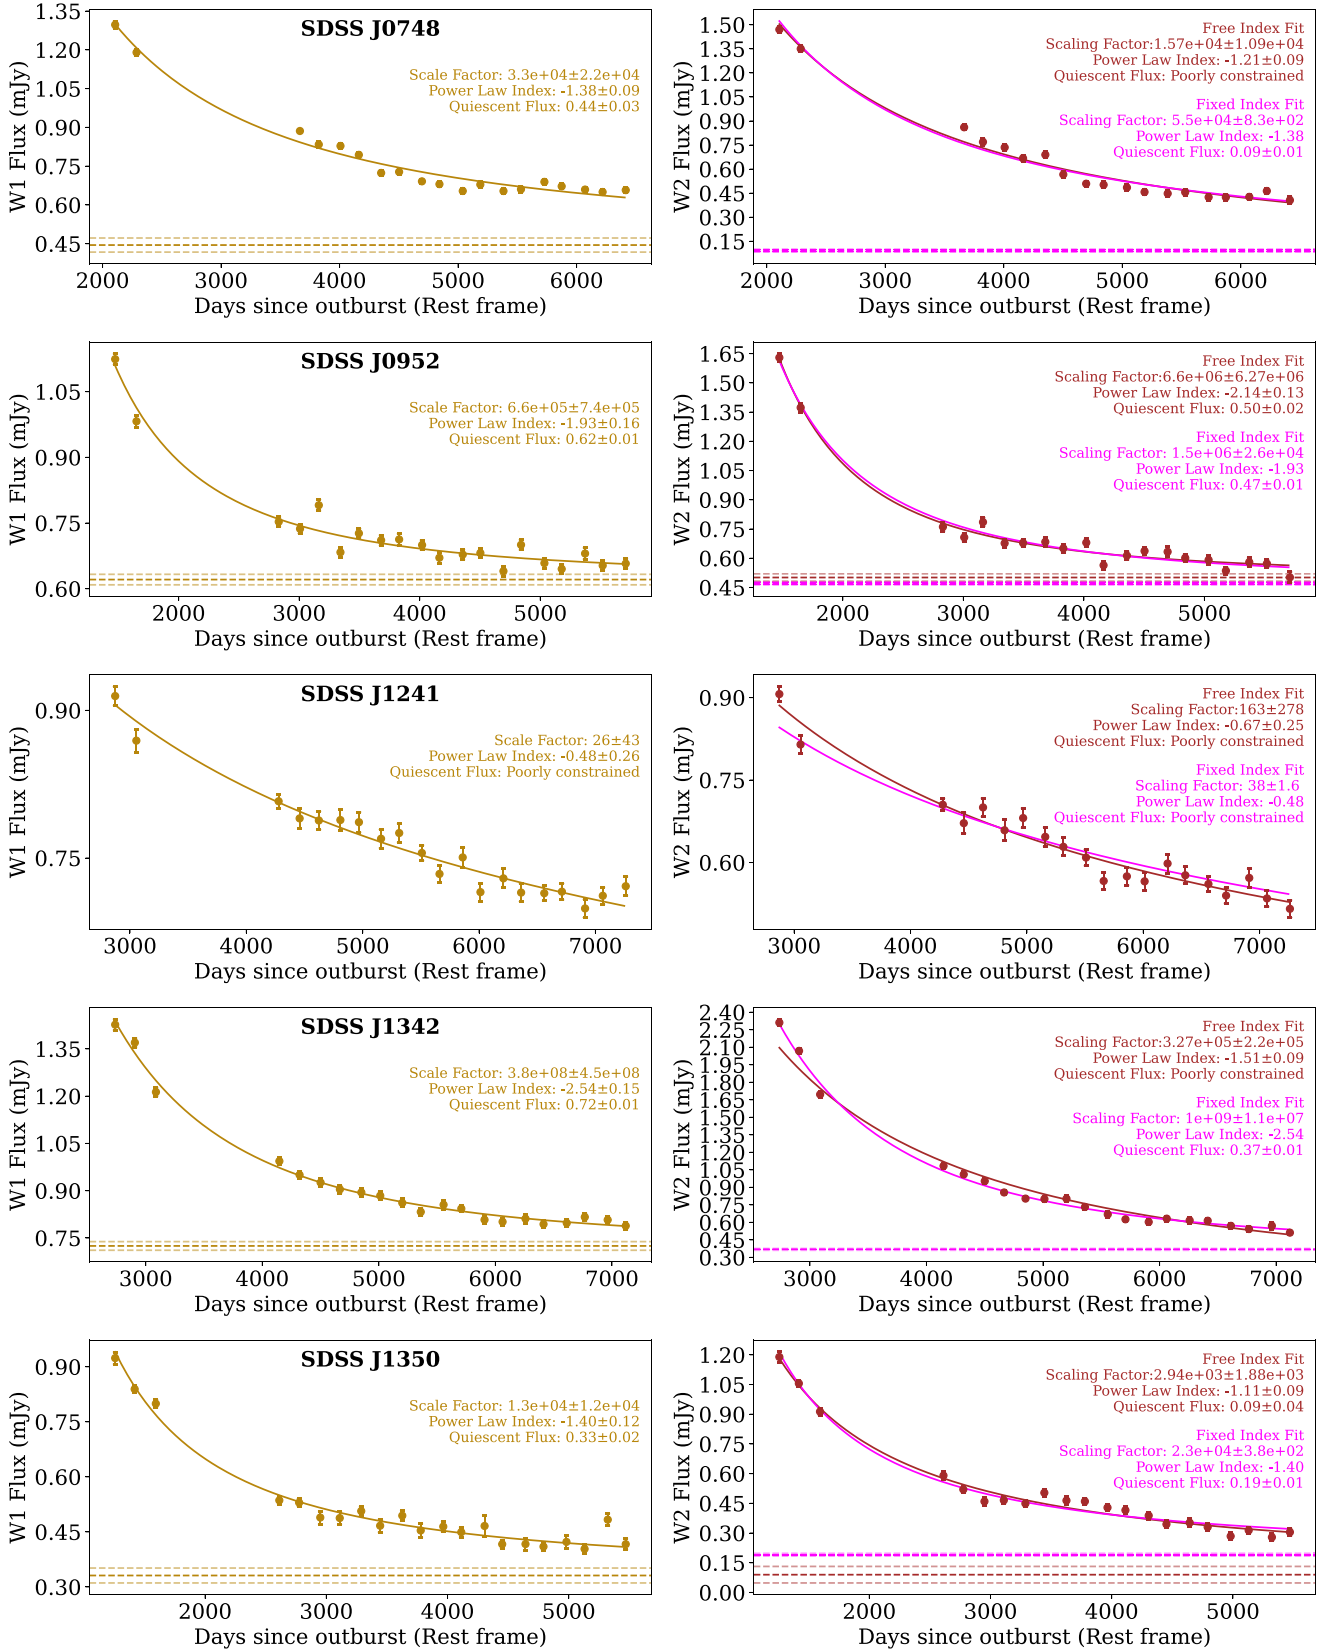 SDSS J0748
W1 Flux (mJy)
1.35
1.20
1.05
0.90
0.75
0.60
0.45
Scale Factor: 3.3e+04±2.2e+04
Power Law Index: -1.38±0.09
Quiescent Flux: 0.44±0.03
2000 3000 4000 5000 6000
Days since outburst (Rest frame)
W2 Flux (mJy)
1.50
1.35
1.20
1.05
0.90
0.75
0.60
0.45
0.30
0.15
Free Index Fit
Scaling Factor:1.57e+04±1.09e+04
Power Law Index: -1.21±0.09
Quiescent Flux: Poorly constrained
Fixed Index Fit
Scaling Factor: 5.5e+04±8.3e+02
Power Law Index: -1.38
Quiescent Flux: 0.09±0.01
2000 3000 4000 5000 6000
Days since outburst (Rest frame)
SDSS J0952
W1 Flux (mJy)
1.05
0.90
0.75
0.60
Scale Factor: 6.6e+05±7.4e+05
Power Law Index: -1.93±0.16
Quiescent Flux: 0.62±0.01
2000 3000 4000 5000
Days since outburst (Rest frame)
W2 Flux (mJy)
1.65
1.50
1.35
1.20
1.05
0.90
0.75
0.60
0.45
Free Index Fit
Scaling Factor:6.6e+06±6.27e+06
Power Law Index: -2.14±0.13
Quiescent Flux: 0.50±0.02
Fixed Index Fit
Scaling Factor: 1.5e+06±2.6e+04
Power Law Index: -1.93
Quiescent Flux: 0.47±0.01
2000 3000 4000 5000
Days since outburst (Rest frame)
SDSS J1241
W1 Flux (mJy)
0.90
0.75
Scale Factor: 26±43
Power Law Index: -0.48±0.26
Quiescent Flux: Poorly constrained
3000 4000 5000 6000 7000
Days since outburst (Rest frame)
W2 Flux (mJy)
0.90
0.75
0.60
Free Index Fit
Scaling Factor:163±278
Power Law Index: -0.67±0.25
Quiescent Flux: Poorly constrained
Fixed Index Fit
Scaling Factor: 38±1.6
Power Law Index: -0.48
Quiescent Flux: Poorly constrained
3000 4000 5000 6000 7000
Days since outburst (Rest frame)
SDSS J1342
W1 Flux (mJy)
1.35
1.20
1.05
0.90
0.75
Scale Factor: 3.8e+08±4.5e+08
Power Law Index: -2.54±0.15
Quiescent Flux: 0.72±0.01
3000 4000 5000 6000 7000
Days since outburst (Rest frame)
W2 Flux (mJy)
2.40
2.25
2.10
1.95
1.80
1.65
1.50
1.35
1.20
1.05
0.90
0.75
0.60
0.45
0.30
Free Index Fit
Scaling Factor:3.27e+05±2.2e+05
Power Law Index: -1.51±0.09
Quiescent Flux: Poorly constrained
Fixed Index Fit
Scaling Factor: 1e+09±1.1e+07
Power Law Index: -2.54
Quiescent Flux: 0.37±0.01
3000 4000 5000 6000 7000
Days since outburst (Rest frame)
SDSS J1350
W1 Flux (mJy)
0.90
0.75
0.60
0.45
0.30
Scale Factor: 1.3e+04±1.2e+04
Power Law Index: -1.40±0.12
Quiescent Flux: 0.33±0.02
2000 3000 4000 5000
Days since outburst (Rest frame)
W2 Flux (mJy)
1.20
1.05
0.90
0.75
0.60
0.45
0.30
0.15
0.00
Free Index Fit
Scaling Factor:2.94e+03±1.88e+03
Power Law Index: -1.11±0.09
Quiescent Flux: 0.09±0.04
Fixed Index Fit
Scaling Factor: 2.3e+04±3.8e+02
Power Law Index: -1.40
Quiescent Flux: 0.19±0.01
2000 3000 4000 5000
Days since outburst (Rest frame)